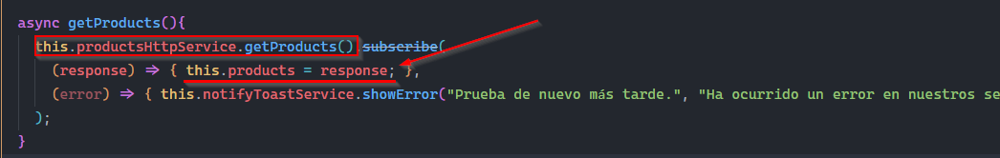 async getProducts(){
this.productsHttpService.getProducts().subscribe(
(response) => { this.products = response; },
(error) => { this.notifyToastService.showError("Prueba de nuevo más tarde.", "Ha ocurrido un error en nuestros se
);
}